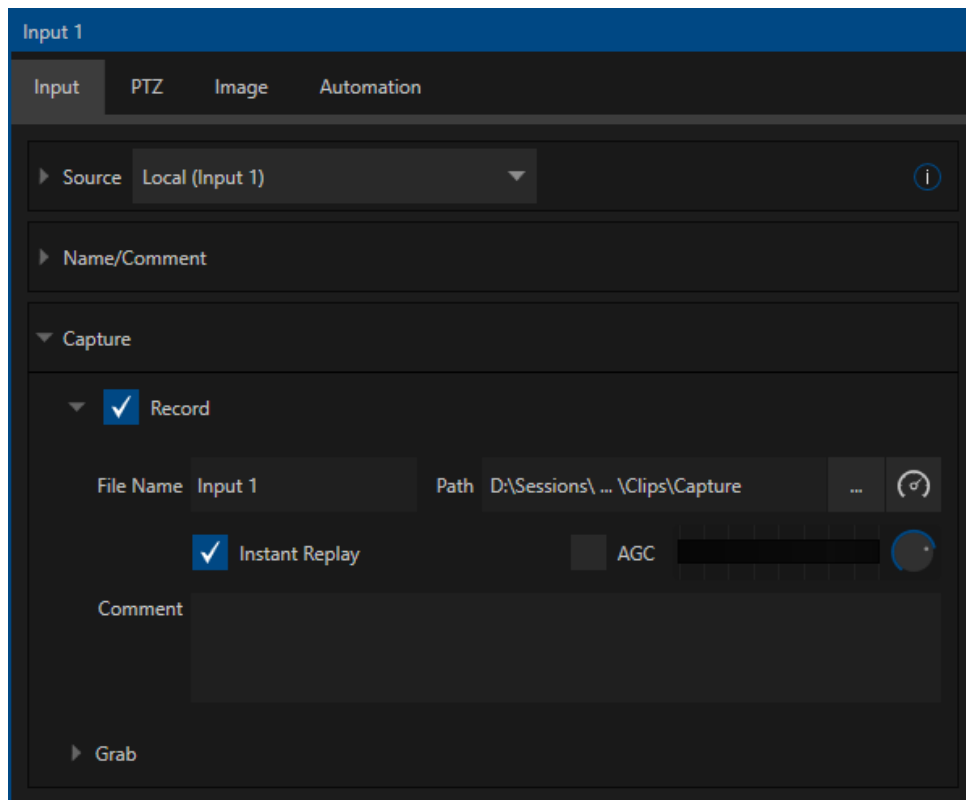 Input 1
Input PTZ Image Automation
Source Local (Input 1) i
Name/Comment
Capture
Record
File Name Input 1 Path D:\Sessions\ ... \Clips\Capture ...
Instant Replay AGC
Comment
Grab